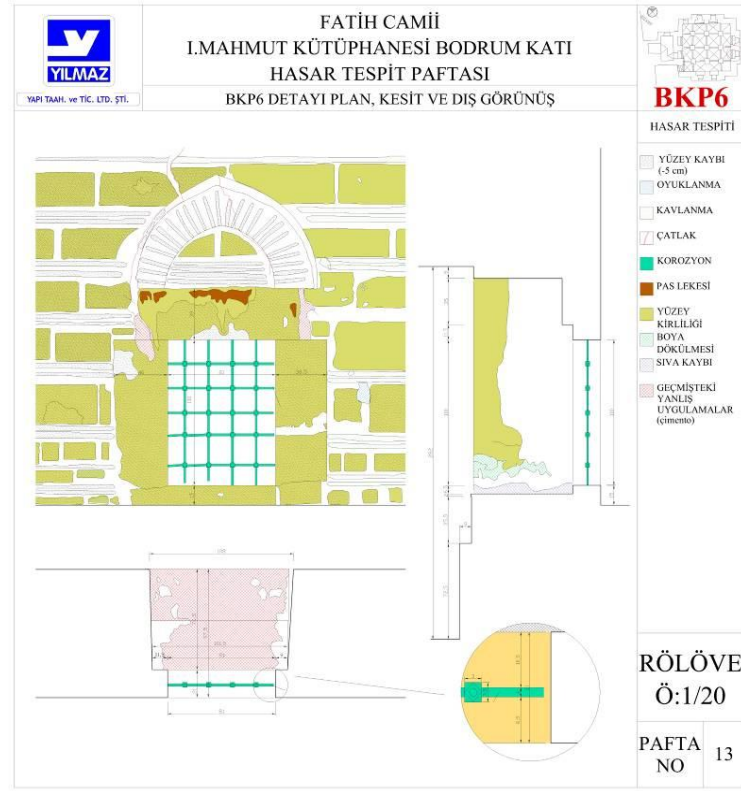 YILMAZ
YAPI TAAH. ve TİC. LTD. ŞTİ.
FATİH CAMİİ
I.MAHMUT KÜTÜPHANESİ BODRUM KATI
HASAR TESPİT PAFTASI
BKP6 DETAYI PLAN, KESİT VE DIŞ GÖRÜNÜŞ
BKP6
HASAR TESPİTİ
YÜZEY KAYBI
(-5 cm)
OYUKLANMA
KAVLANMA
ÇATLAK
KOROZYON
PAS LEKESİ
YÜZEY
KİRLİLİĞİ
BOYA
DÖKÜLMESİ
SIVA KAYBI
GEÇMİŞTEKİ
YANLIŞ
UYGULAMALAR
(çimento)
RÖLÖVE
Ö:1/20
PAFTA
NO
13